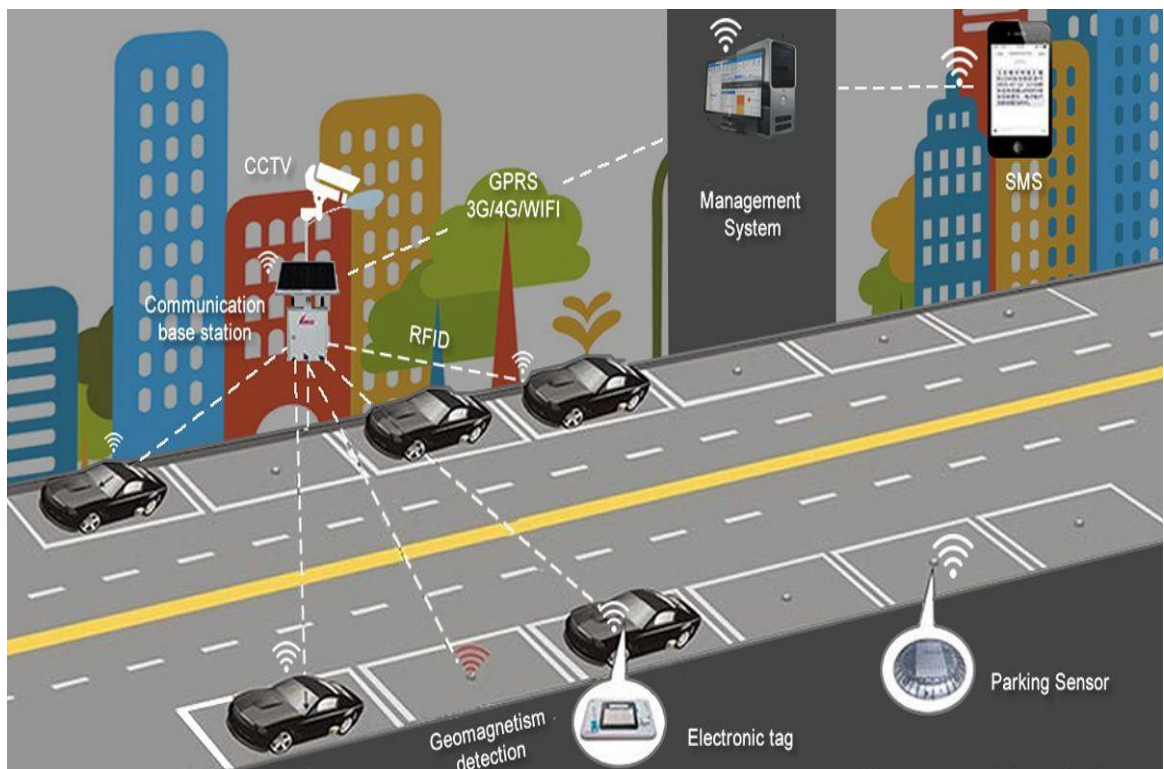 CCTV
GPRS
3G/4G/WIFI
Management
System
SMS
Communication
base station
RFID
Geomagnetism
detection
Electronic tag
Parking Sensor